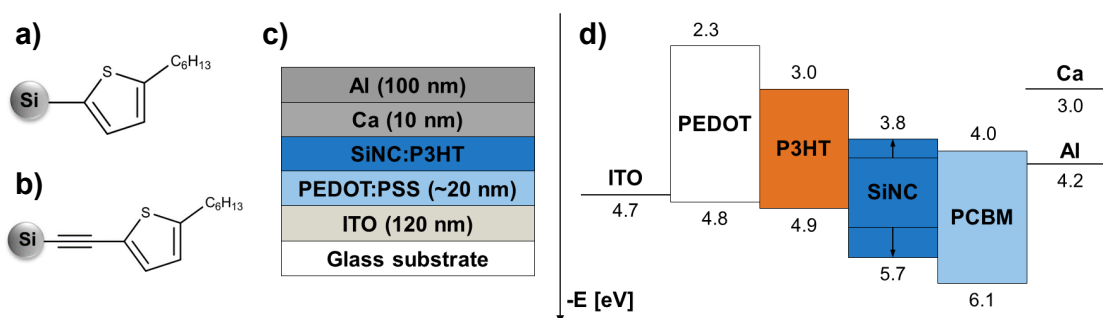 a)
S
C₆H₁₃
Si
b)
S
C₆H₁₃
Si
c)
Al (100 nm)
Ca (10 nm)
SiNC:P3HT
PEDOT:PSS (~20 nm)
ITO (120 nm)
Glass substrate
d)
2.3
3.0
3.8
4.0
Ca
3.0
PEDOT
P3HT
SiNC
PCBM
Al
4.2
ITO
4.7
4.8
4.9
5.7
6.1
-E [eV]